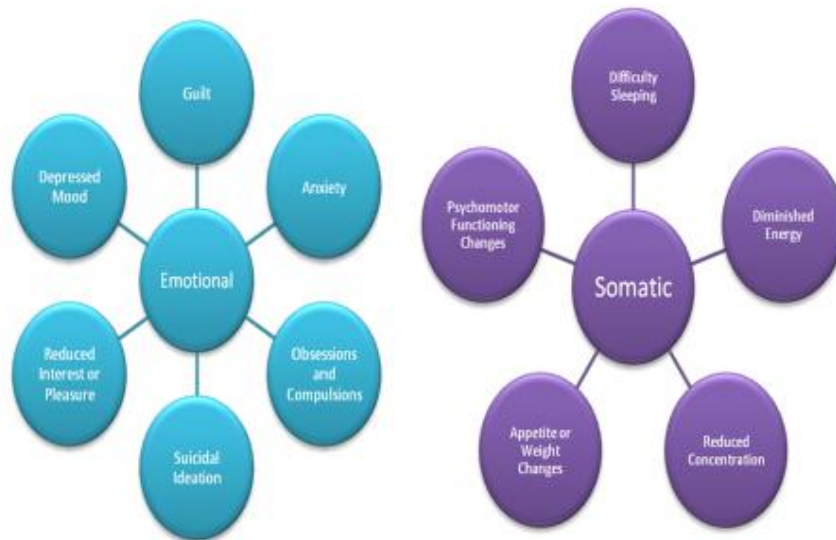 Guilt
Anxiety
Obsessions
and
Compulsions
Suicidal
Ideation
Reduced
Interest or
Pleasure
Depressed
Mood
Emotional
Difficulty
Sleeping
Diminished
Energy
Reduced
Concentration
Appetite or
Weight
Changes
Psychomotor
Functioning
Changes
Somatic